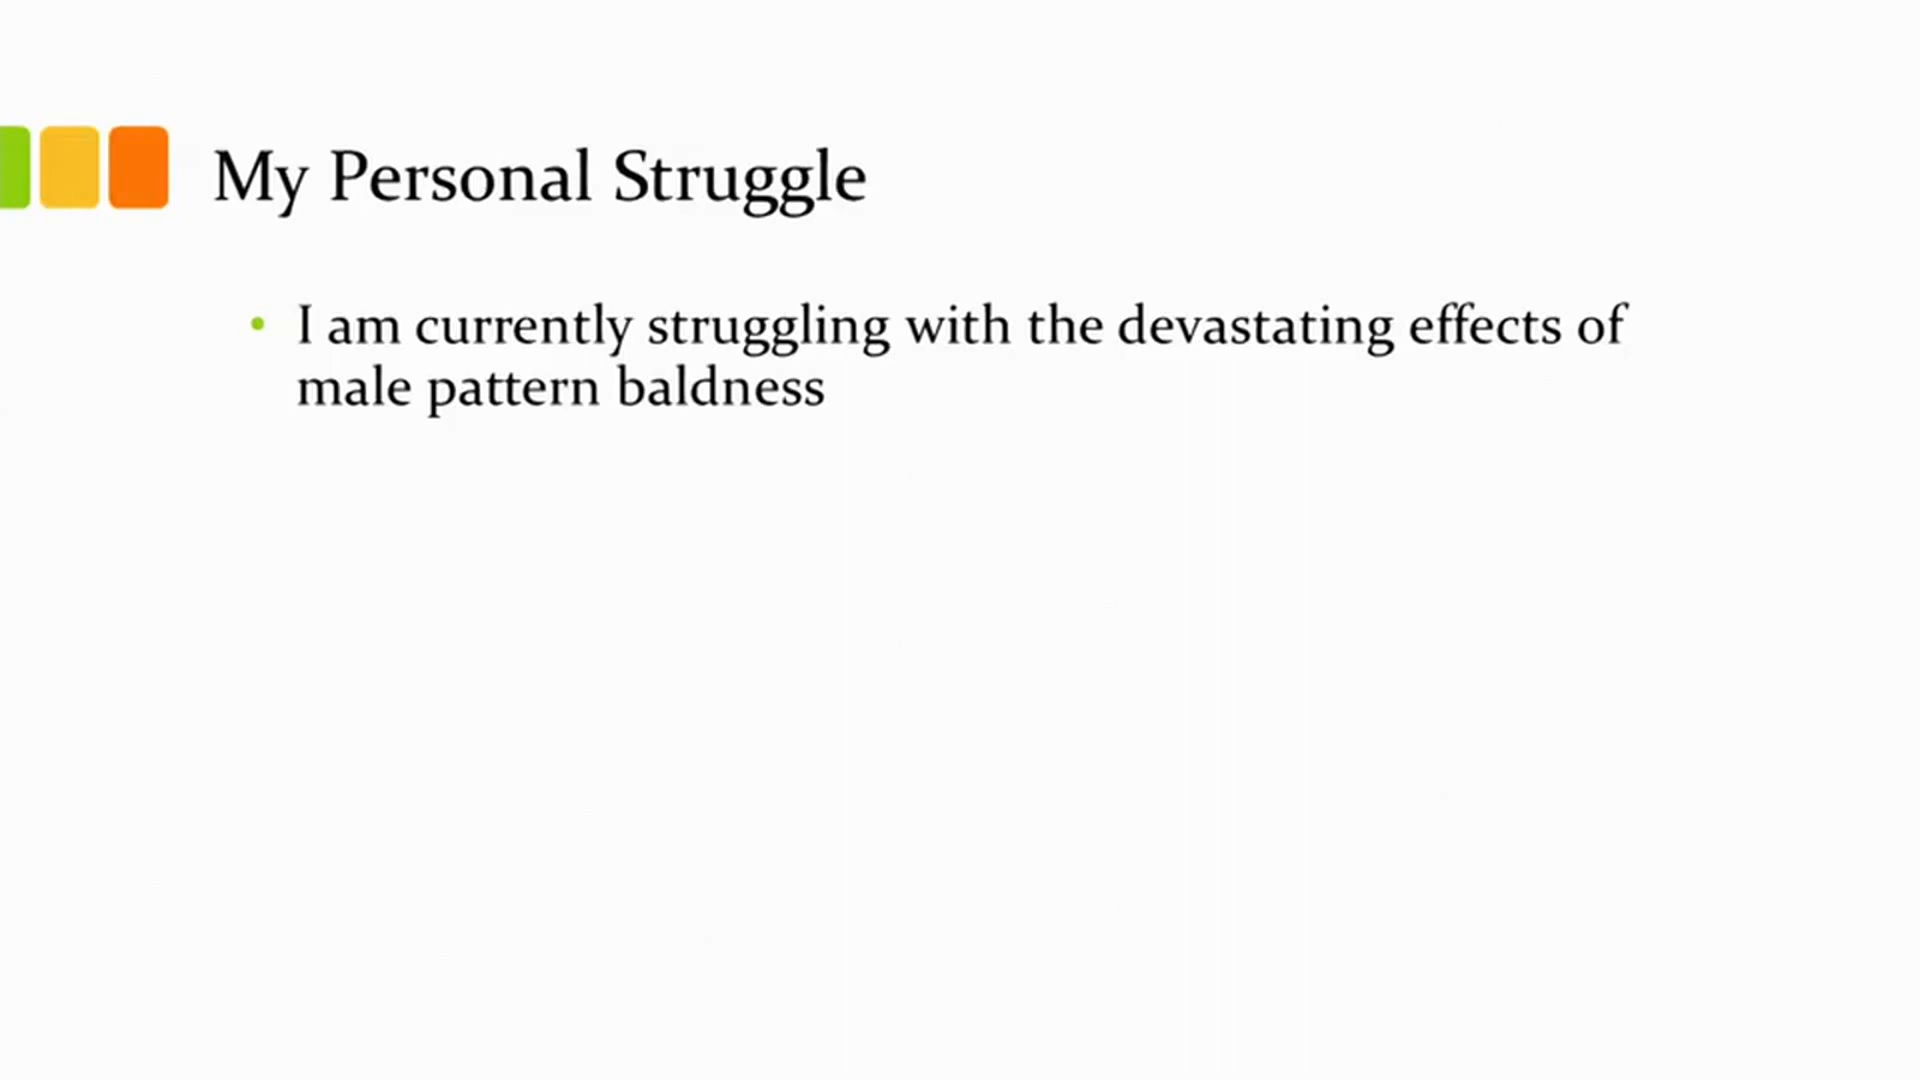 My Personal Struggle
• I am currently struggling with the devastating effects of
male pattern baldness